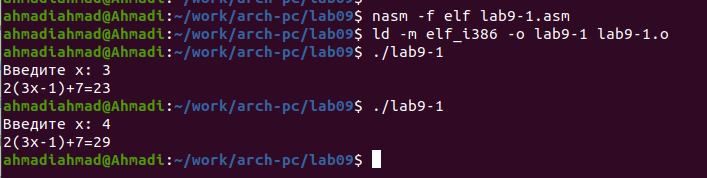 ahmadiahmad@Ahmadi:~/work/arch-pc/lab09$ nasm -f elf lab9-1.asm
ahmadiahmad@Ahmadi:~/work/arch-pc/lab09$ ld -m elf_i386 -o lab9-1 lab9-1.o
ahmadiahmad@Ahmadi:~/work/arch-pc/lab09$ ./lab9-1
Введите x: 3
2(3x-1)+7=23
ahmadiahmad@Ahmadi:~/work/arch-pc/lab09$ ./lab9-1
Введите x: 4
2(3x-1)+7=29
ahmadiahmad@Ahmadi:~/work/arch-pc/lab09$